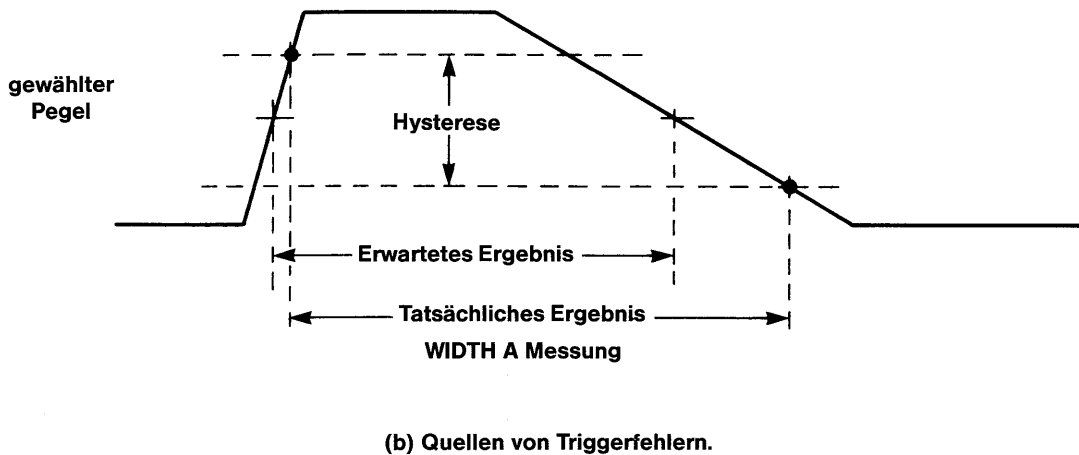 gewählter
Pegel
Hysterese
Erwartetes Ergebnis
Tatsächliches Ergebnis
WIDTH A Messung
(b) Quellen von Triggerfehlern.